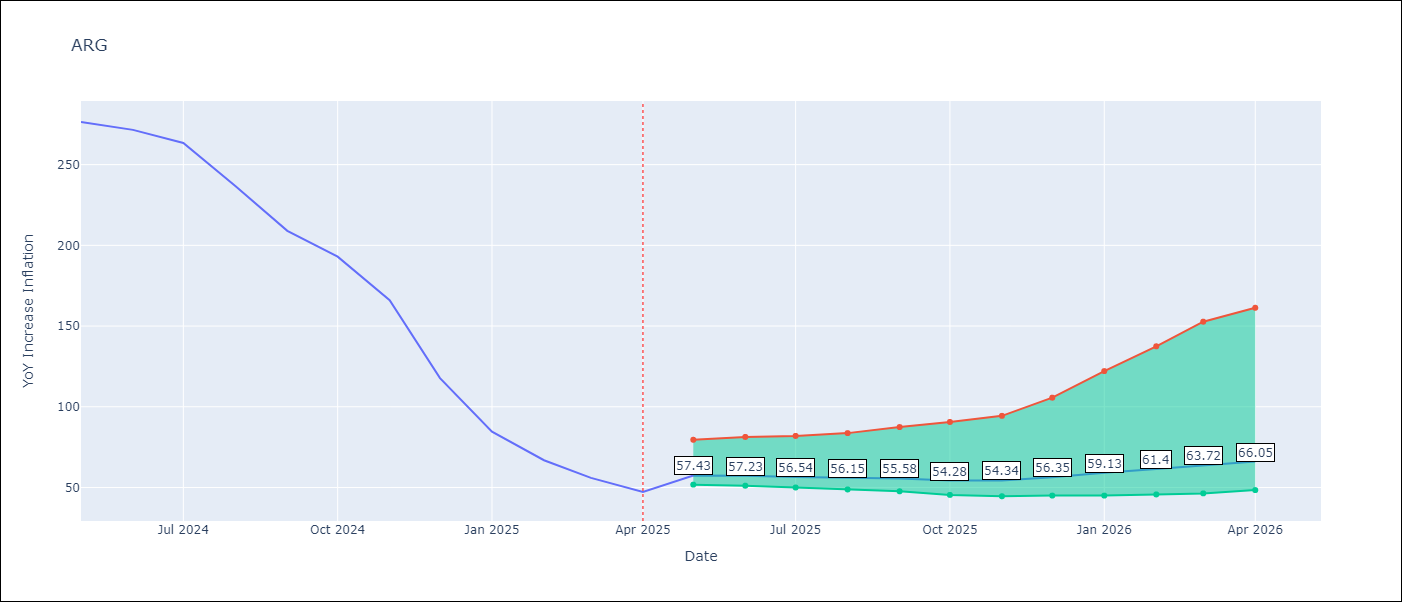 ARG
YoY Increase Inflation
250
200
150
100
50
57.43 57.23 56.54 56.15 55.58 54.28 54.34 56.35 59.13 61.4 63.72 66.05
Jul 2024 Oct 2024 Jan 2025 Apr 2025 Jul 2025 Oct 2025 Jan 2026 Apr 2026
Date